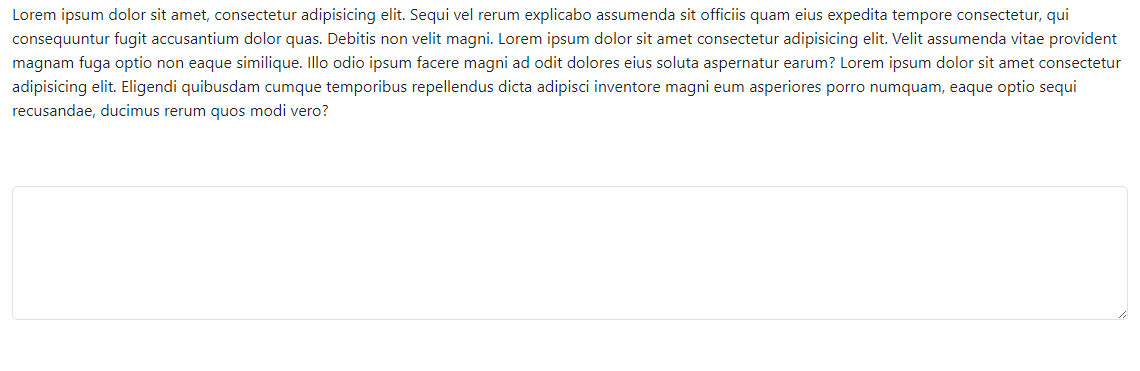 Lorem ipsum dolor sit amet, consectetur adipisicing elit. Sequi vel rerum explicabo assumenda sit officiis quam eius expedita tempore consectetur, qui
consequuntur fugit accusantium dolor quas. Debitis non velit magni. Lorem ipsum dolor sit amet consectetur adipisicing elit. Velit assumenda vitae provident
magnam fuga optio non eaque similique. Illo odio ipsum facere magni ad odit dolores eius soluta aspernatur earum? Lorem ipsum dolor sit amet consectetur
adipisicing elit. Eligendi quibusdam cumque temporibus repellendus dicta adipisci inventore magni eum asperiores porro numquam, eaque optio sequi
recusandae, ducimus rerum quos modi vero?